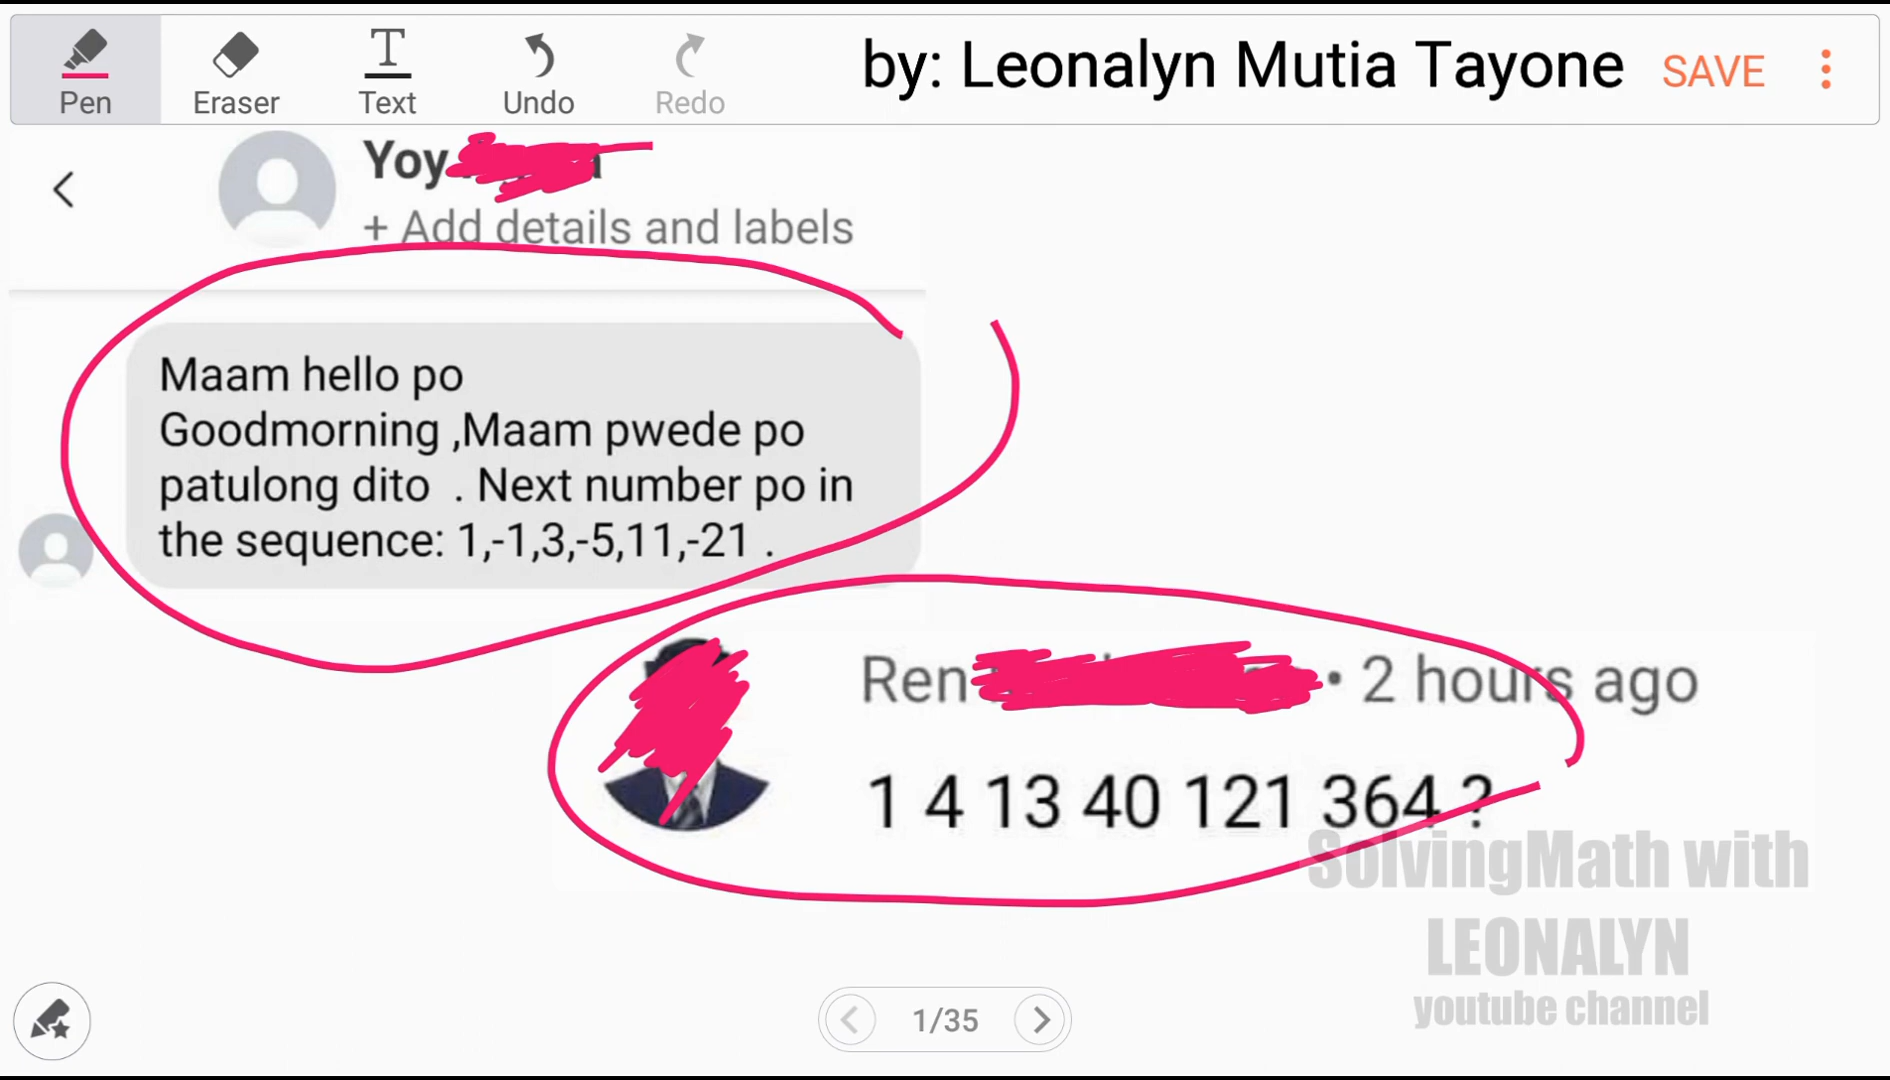 Pen
Eraser
Text
Undo
Redo
by: Leonalyn Mutia Tayone
SAVE
Yoy
+ Add details and labels
Maam hello po
Goodmorning ,Maam pwede po
patulong dito . Next number po in
the sequence: 1,-1,3,-5,11,-21 .
Ren • 2 hours ago
1 4 13 40 121 364 ?
SolvingMath with
LEONALYN
youtube channel
1/35